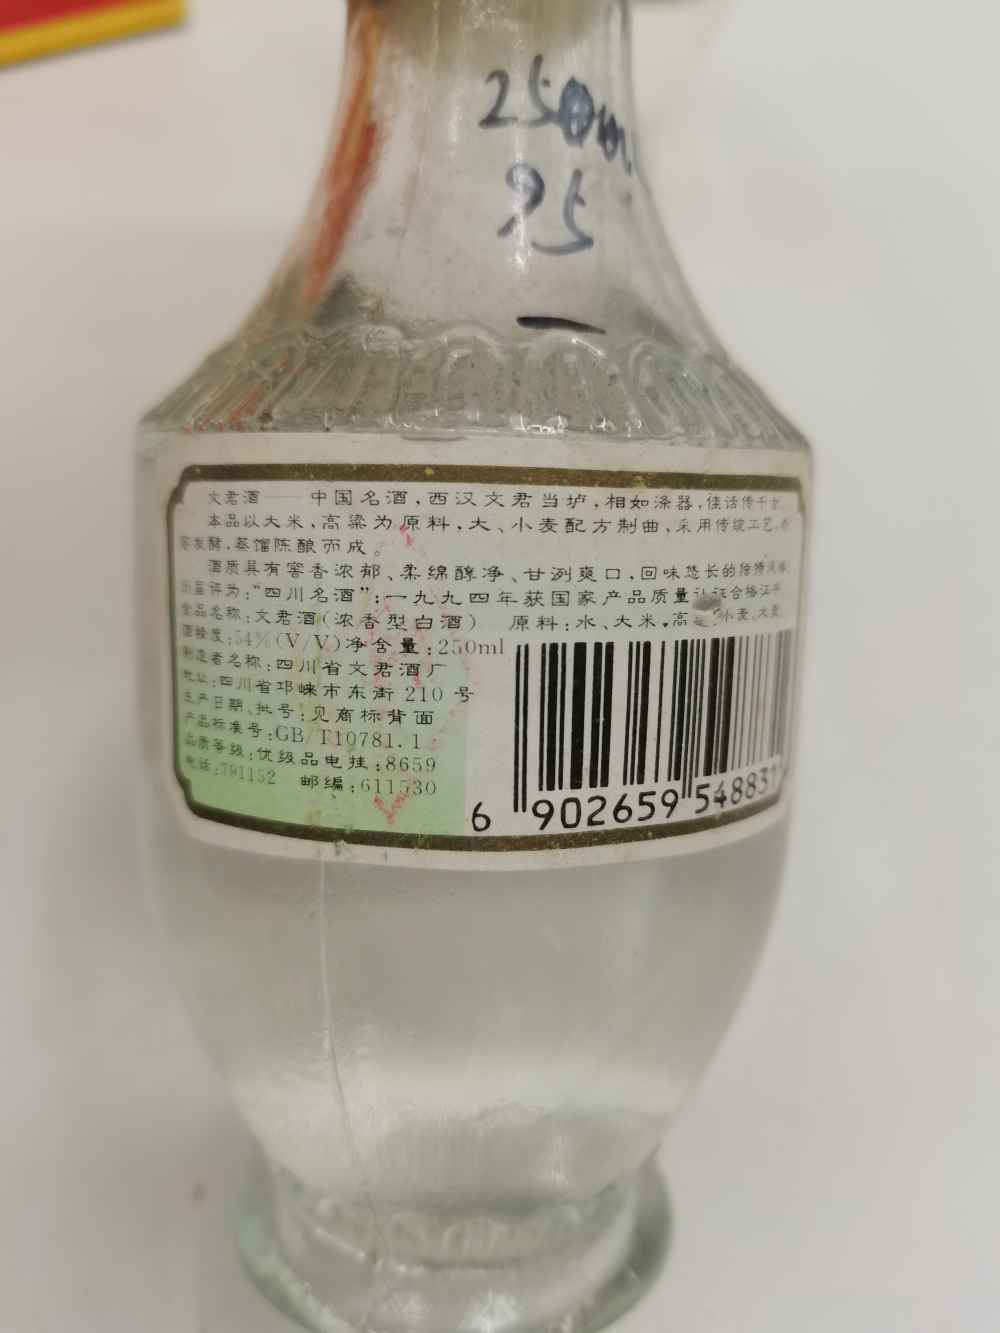 250ml
95
文君酒——中国名酒,西汉文君当垆,相如涤器,佳话传千古
本品以大米,高粱为原料,大、小麦配方制曲,采用传统工艺,
发酵,蒸馏陈酿而成。
酒质具有窖香浓郁、柔绵醇净、甘洌爽口,回味悠长的独特风格
历届评为:"四川名酒";一九九四年获国家产品质量认证合格证书
食品名称:文君酒(浓香型白酒) 原料:水、大米,高粱 小麦,大麦
酒精度:54%(V/V)净含量:250ml
制造者名称:四川省文君酒厂
地址:四川省邛崃市东街210号
生产日期、批号:见商标背面
产品标准号:GB/T10781.1
品质等级:优级品电挂:8659
电话:791152 邮编:611530
6 902659 548831